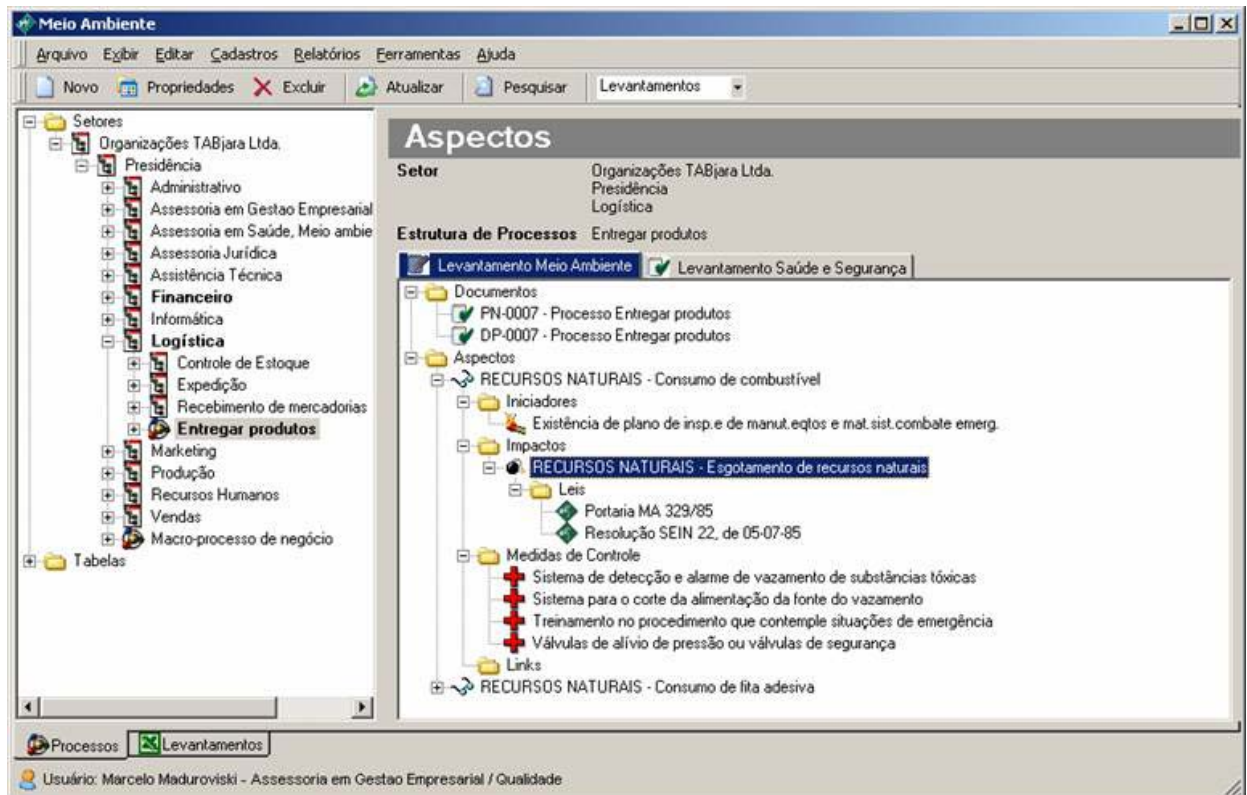 Meio Ambiente
Arquivo Exibir Editar Cadastros Relatórios Ferramentas Ajuda
Novo Propriedades Excluir Atualizar Pesquisar Levantamentos
Setores
Organizações TABjara Ltda.
Presidência
Administrativo
Assessoria em Gestao Empresarial
Assessoria em Saúde, Meio ambie
Assessoria Jurídica
Assistência Técnica
Financeiro
Informática
Logística
Controle de Estoque
Expedição
Recebimento de mercadorias
Entregar produtos
Marketing
Produção
Recursos Humanos
Vendas
Macro-processo de negócio
Tabelas
Aspectos
Setor Organizações TABjara Ltda.
Presidência
Logística
Estrutura de Processos Entregar produtos
Levantamento Meio Ambiente Levantamento Saúde e Segurança
Documentos
PN-0007 - Processo Entregar produtos
DP-0007 - Processo Entregar produtos
Aspectos
RECURSOS NATURAIS - Consumo de combustível
Iniciadores
Existência de plano de insp.e de manut.eqtos e mat.sist.combate emerg.
Impactos
RECURSOS NATURAIS - Esgotamento de recursos naturais
Leis
Portaria MA 329/85
Resolução SEIN 22, de 05-07-85
Medidas de Controle
Sistema de detecção e alarme de vazamento de substâncias tóxicas
Sistema para o corte da alimentação da fonte do vazamento
Treinamento no procedimento que contemple situações de emergência
Válvulas de alívio de pressão ou válvulas de segurança
Links
RECURSOS NATURAIS - Consumo de fita adesiva
Processos Levantamentos
Usuário: Marcelo Maduroviski - Assessoria em Gestao Empresarial / Qualidade